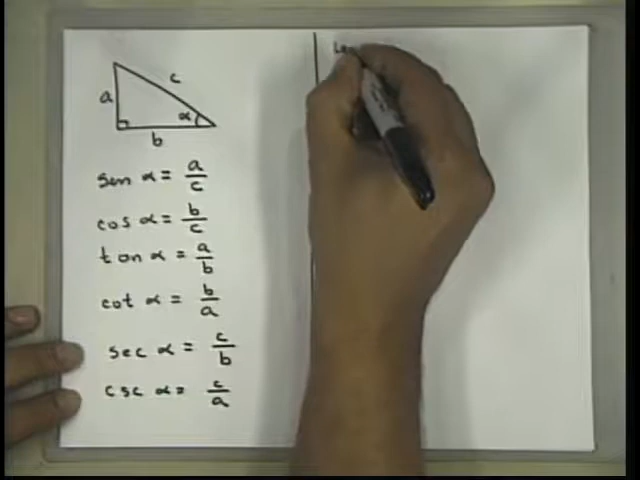 a
c
α
b
sen α = a/c
cos α = b/c
tan α = a/b
cot α = b/a
sec α = c/b
csc α = c/a